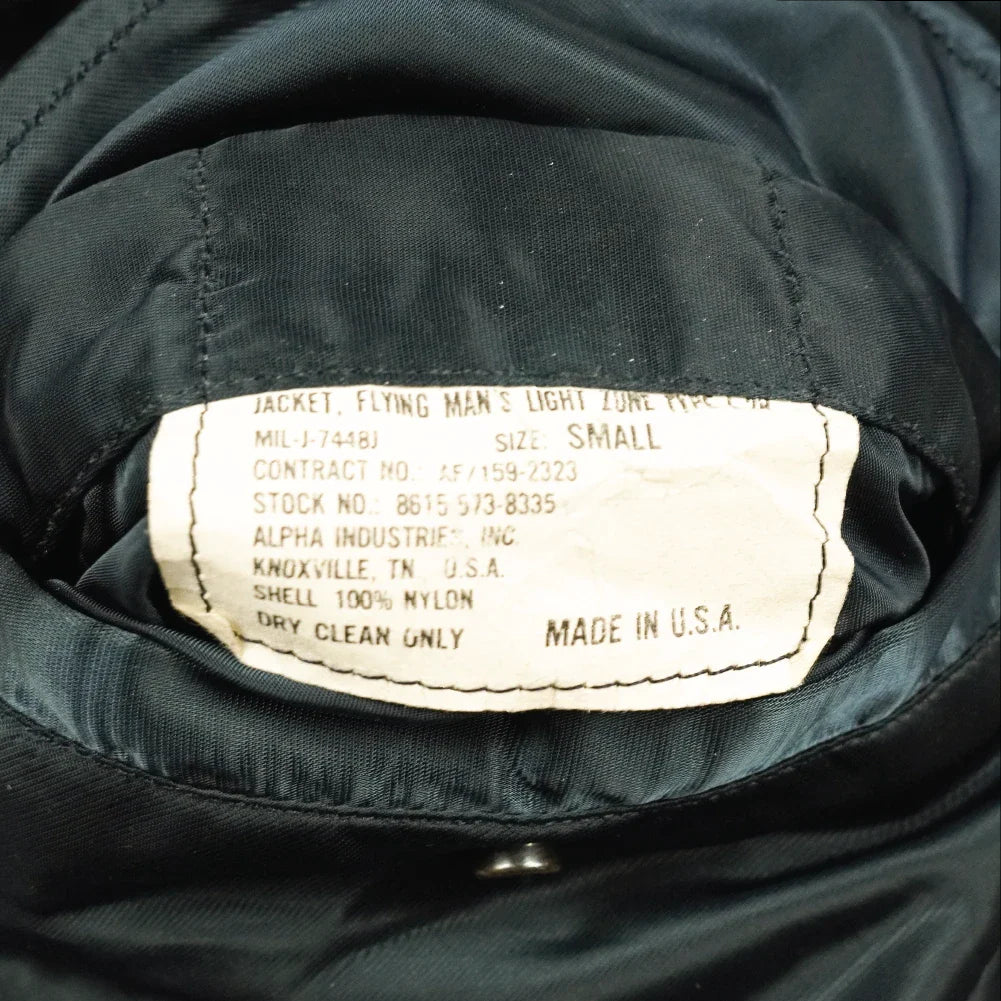 JACKET, FLYING MAN'S LIGHT ZONE TYPE
MIL-J-7448J SIZE: SMALL
CONTRACT NO.: AF/159-2323
STOCK NO.: 8615 573-8335
ALPHA INDUSTRIES, INC.
KNOXVILLE, TN U.S.A.
SHELL 100% NYLON
DRY CLEAN ONLY MADE IN U.S.A.